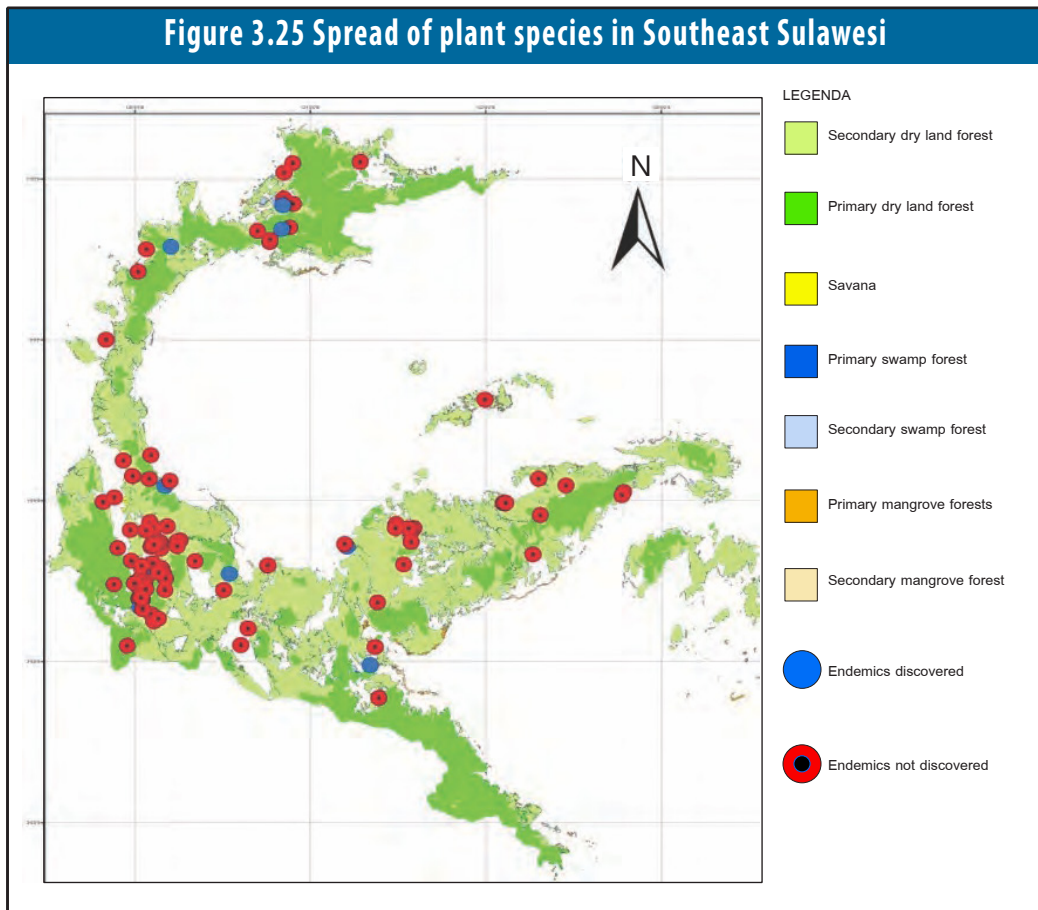 Figure 3.25 Spread of plant species in Southeast Sulawesi
LEGENDA
Secondary dry land forest
Primary dry land forest
N
Savana
Primary swamp forest
Secondary swamp forest
Primary mangrove forests
Secondary mangrove forest
Endemics discovered
Endemics not discovered